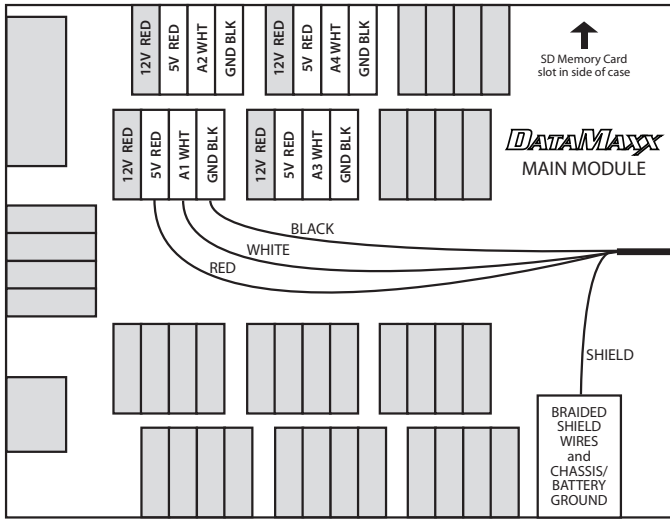 12V RED
5V RED
A2 WHT
GND BLK
12V RED
5V RED
A4 WHT
GND BLK
SD Memory Card
slot in side of case
12V RED
5V RED
A1 WHT
GND BLK
12V RED
5V RED
A3 WHT
GND BLK
DATAMAXX
MAIN MODULE
BLACK
WHITE
RED
SHIELD
BRAIDED
SHIELD
WIRES
and
CHASSIS/
BATTERY
GROUND